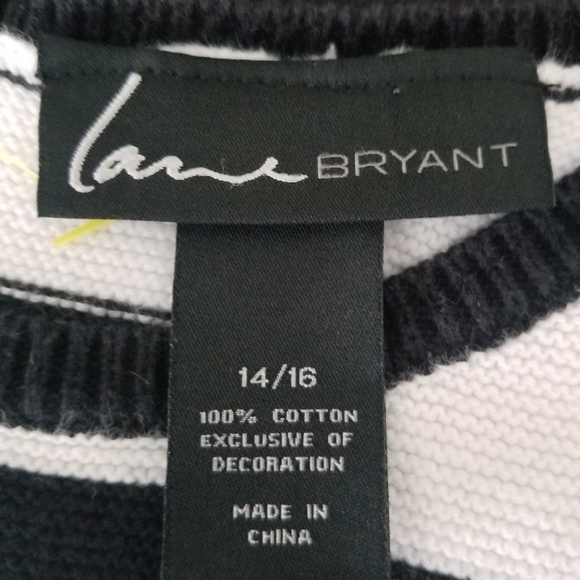 Lane BRYANT
14/16
100% COTTON
EXCLUSIVE OF
DECORATION
MADE IN
CHINA